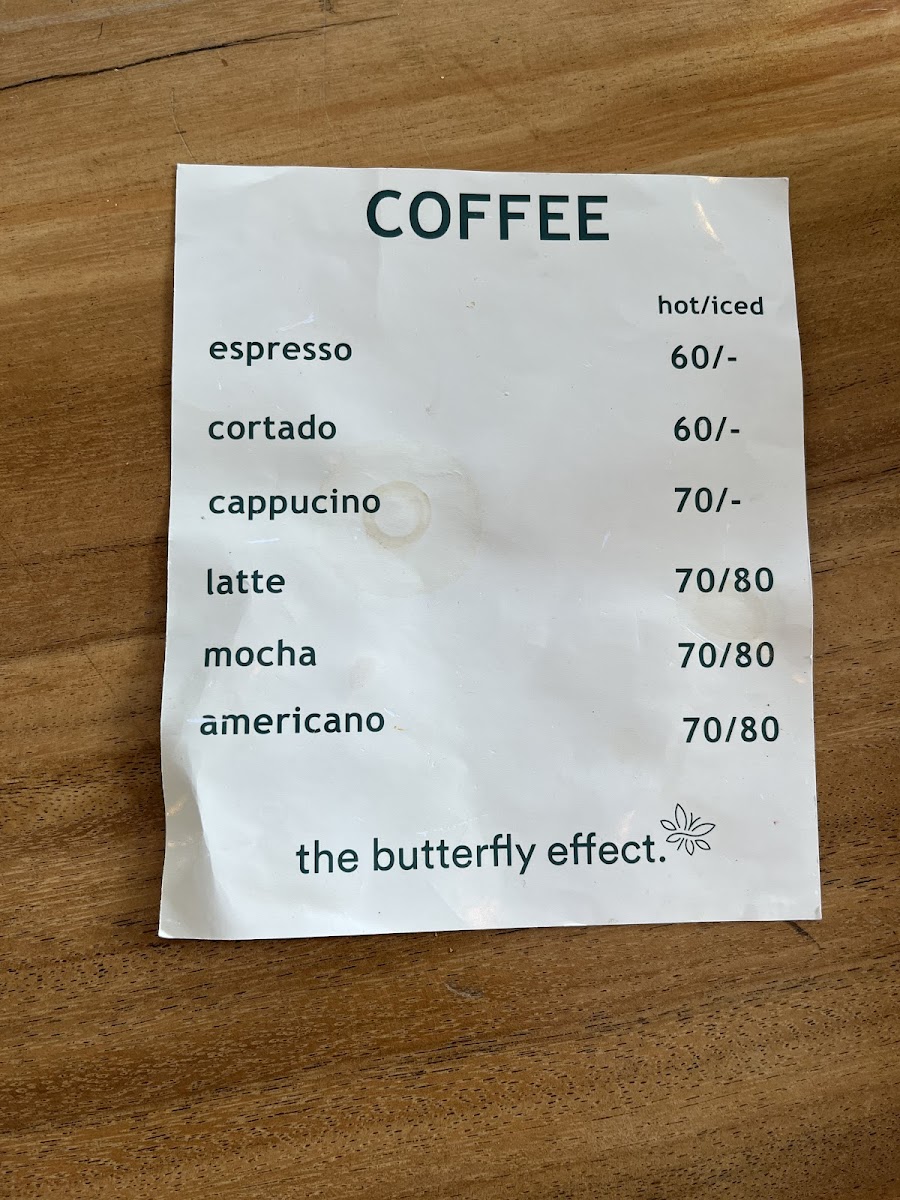 COFFEE
hot/iced
espresso 60/-
cortado 60/-
cappucino 70/-
latte 70/80
mocha 70/80
americano 70/80
the butterfly effect.